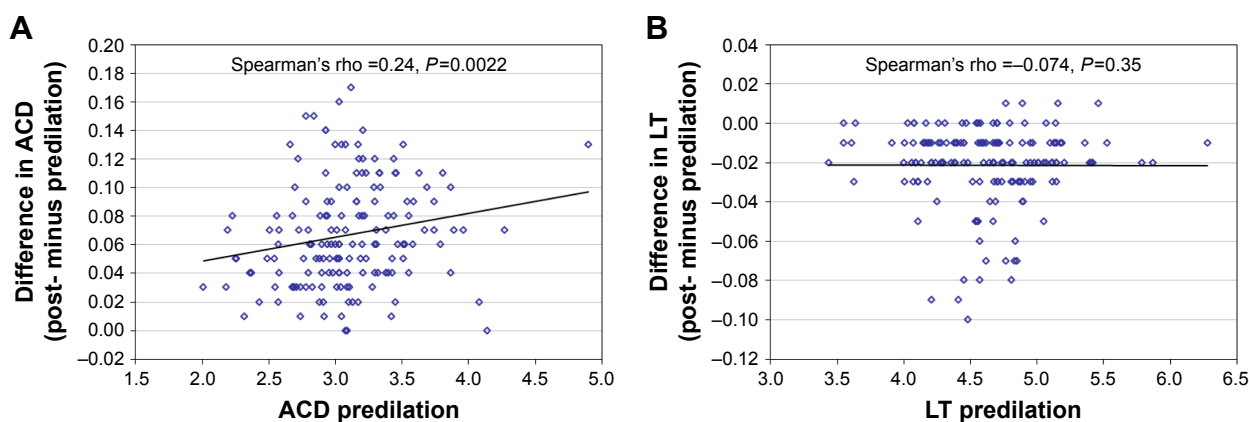 A
Difference in ACD
(post- minus predilation)
0.20
0.18
0.16
0.14
0.12
0.10
0.08
0.06
0.04
0.02
0.00
–0.02
Spearman's rho =0.24, P=0.0022
1.5 2.0 2.5 3.0 3.5 4.0 4.5 5.0
ACD predilation
B
Difference in LT
(post- minus predilation)
0.04
0.02
0.00
–0.02
–0.04
–0.06
–0.08
–0.10
–0.12
Spearman's rho =–0.074, P=0.35
3.0 3.5 4.0 4.5 5.0 5.5 6.0 6.5
LT predilation